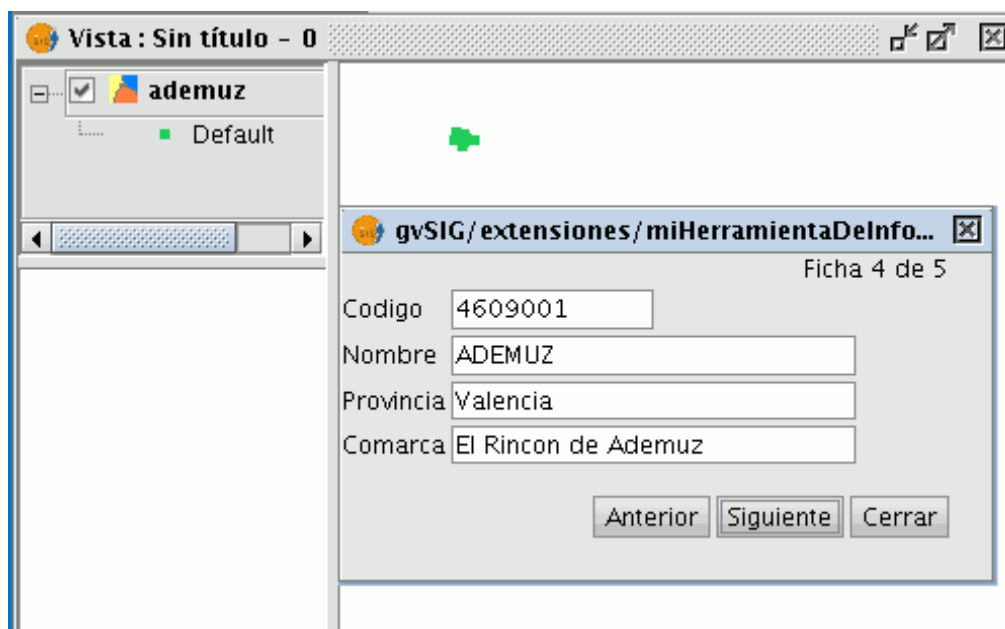 Vista : Sin título - 0
ademuz
Default
gvSIG/extensiones/miHerramientaDeInfo...
Ficha 4 de 5
Codigo 4609001
Nombre ADEMUZ
Provincia Valencia
Comarca El Rincon de Ademuz
Anterior Siguiente Cerrar